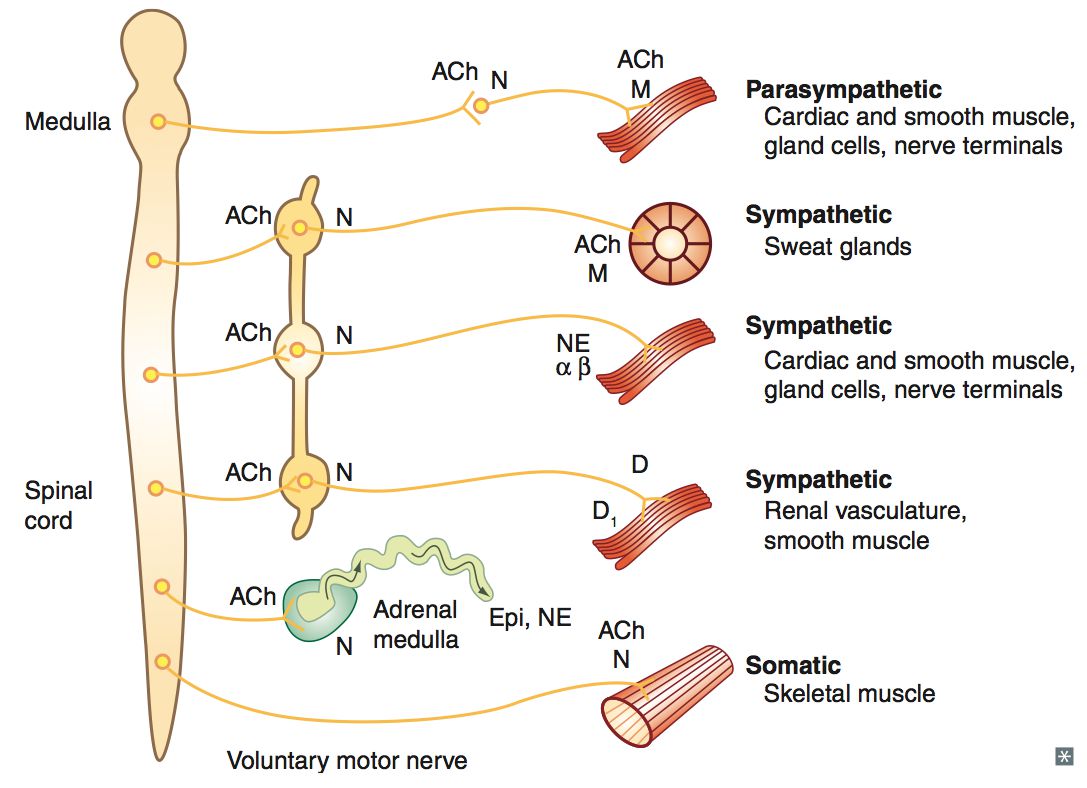 ACh N
ACh
M
Parasympathetic
Cardiac and smooth muscle,
gland cells, nerve terminals
Medulla
ACh N
ACh
M
Sympathetic
Sweat glands
ACh N
NE
α β
Sympathetic
Cardiac and smooth muscle,
gland cells, nerve terminals
Spinal
cord
ACh N
D
D₁
Sympathetic
Renal vasculature,
smooth muscle
ACh
N
Adrenal
medulla
Epi, NE
ACh
N
Somatic
Skeletal muscle
Voluntary motor nerve